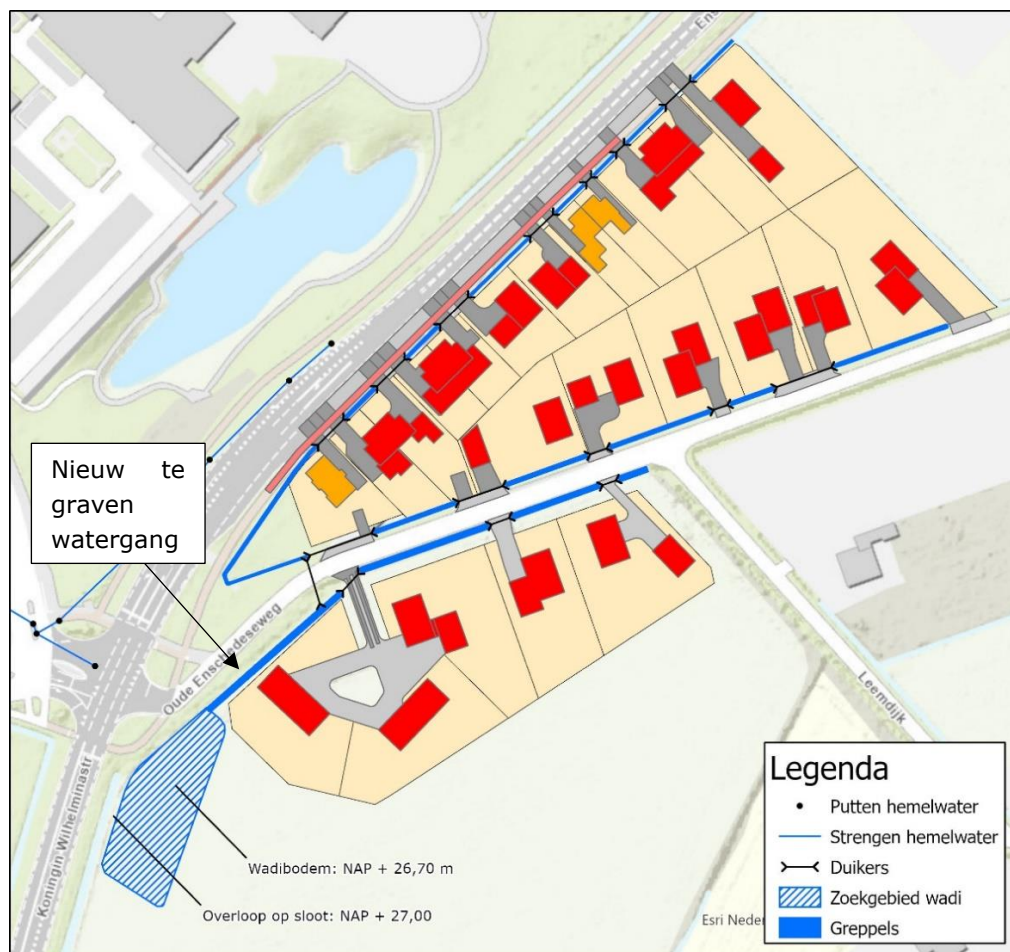 Ens
Nieuw te
graven
watergang
Oude Enschedeseweg
Leemdijk
Koningin Wilhelminastr
Wadibodem: NAP + 26,70 m
Overloop op sloot: NAP + 27,00
Esri Neder
Legenda
Putten hemelwater
Strengen hemelwater
Duikers
Zoekgebied wadi
Greppels